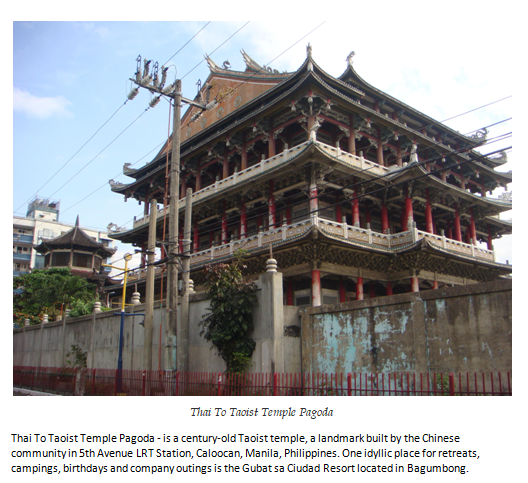 Thai To Taoist Temple Pagoda
Thai To Taoist Temple Pagoda - is a century-old Taoist temple, a landmark built by the Chinese
community in 5th Avenue LRT Station, Caloocan, Manila, Philippines. One idyllic place for retreats,
campings, birthdays and company outings is the Gubat sa Ciudad Resort located in Bagumbong.